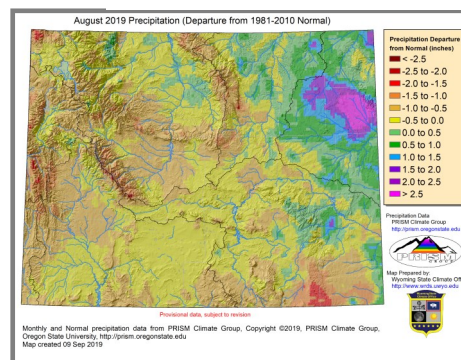 August 2019 Precipitation (Departure from 1981-2010 Normal)
Precipitation Departure
from Normal (inches)
< -2.5
-2.5 to -2.0
-2.0 to -1.5
-1.5 to -1.0
-1.0 to -0.5
-0.5 to 0.0
0.0 to 0.5
0.5 to 1.0
1.0 to 1.5
1.5 to 2.0
2.0 to 2.5
> 2.5
Precipitation Data
PRISM Climate Group
http://prism.oregonstate.edu
PRISM
GROUP
Map Prepared by:
Wyoming State Climate Off
http://www.wrds.uwyo.edu
Provisional data, subject to revision
Monthly and Normal precipitation data from PRISM Climate Group, Copyright ©2019, PRISM Climate Group,
Oregon State University, http://prism.oregonstate.edu
Map created 09 Sep 2019